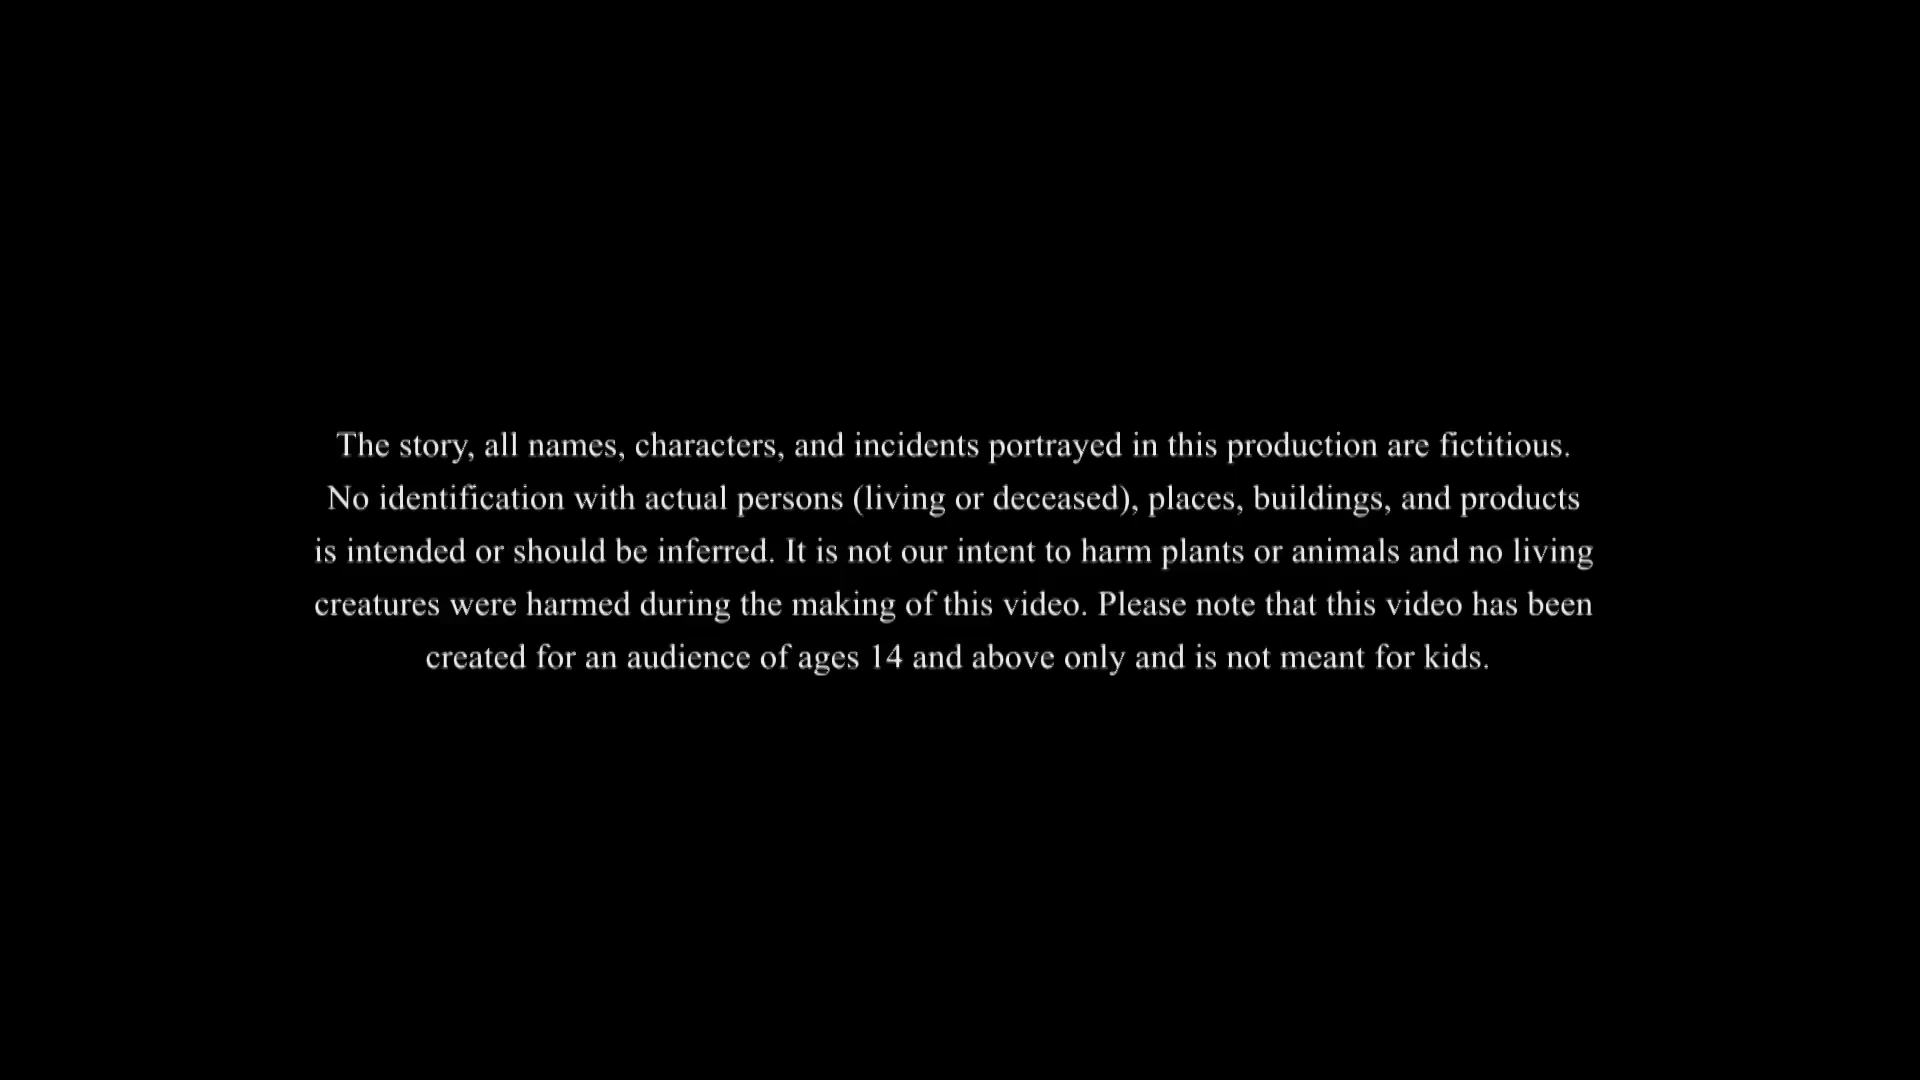 The story, all names, characters, and incidents portrayed in this production are fictitious.
No identification with actual persons (living or deceased), places, buildings, and products
is intended or should be inferred. It is not our intent to harm plants or animals and no living
creatures were harmed during the making of this video. Please note that this video has been
created for an audience of ages 14 and above only and is not meant for kids.